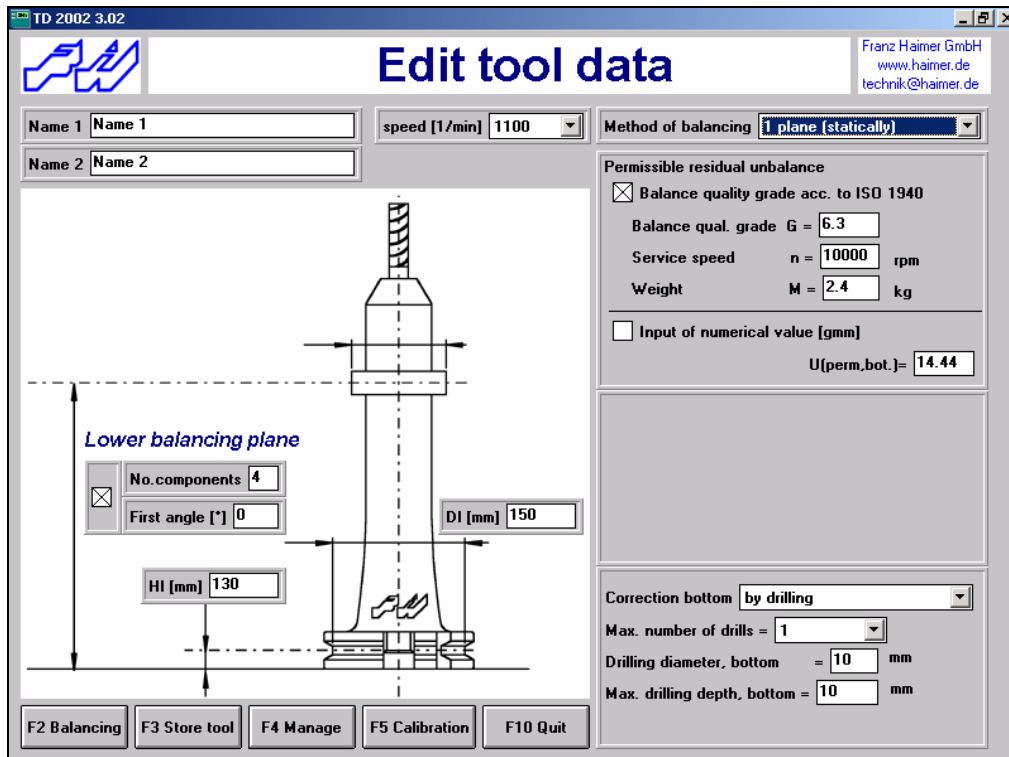 TD 2002 3.02
Edit tool data
Franz Haimer GmbH
www.haimer.de
technik@haimer.de
Name 1 Name 1
speed [1/min] 1100
Method of balancing 1 plane (statically)
Name 2 Name 2
Permissible residual unbalance
Balance quality grade acc. to ISO 1940
Balance qual. grade G = 6.3
Service speed n = 10000 rpm
Weight M = 2.4 kg
Input of numerical value [gmm]
U(perm,bot.)= 14.44
Lower balancing plane
No.components 4
First angle [°] 0
DI [mm] 150
HI [mm] 130
Correction bottom by drilling
Max. number of drills = 1
Drilling diameter, bottom = 10 mm
Max. drilling depth, bottom = 10 mm
F2 Balancing F3 Store tool F4 Manage F5 Calibration F10 Quit